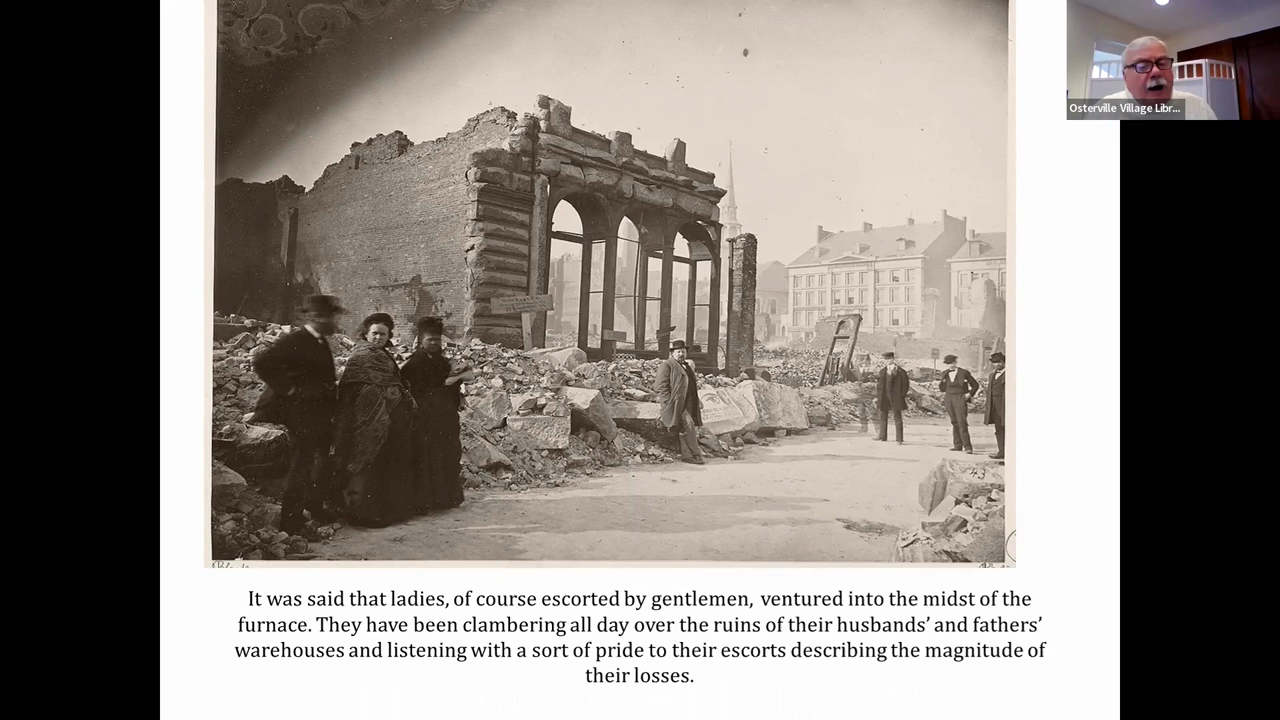 Osterville Village Libr...
It was said that ladies, of course escorted by gentlemen, ventured into the midst of the
furnace. They have been clambering all day over the ruins of their husbands’ and fathers’
warehouses and listening with a sort of pride to their escorts describing the magnitude of
their losses.